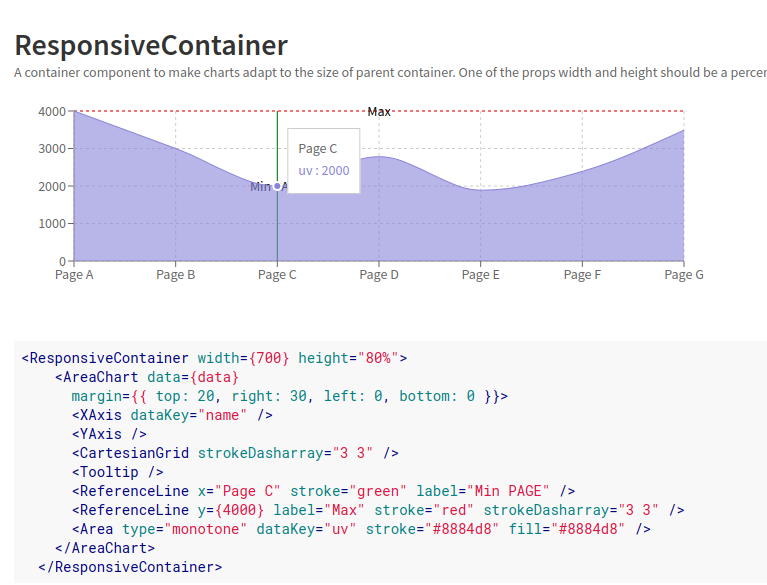 ResponsiveContainer
A container component to make charts adapt to the size of parent container. One of the props width and height should be a
4000
Max
3000
Page C
uv : 2000
2000
Min
1000
0
Page A Page B Page C Page D Page E Page F Page G
<ResponsiveContainer width={700} height="80%">
<AreaChart data={data}
margin={{ top: 20, right: 30, left: 0, bottom: 0 }}>
<XAxis dataKey="name" />
<YAxis />
<CartesianGrid strokeDasharray="3 3" />
<Tooltip />
<ReferenceLine x="Page C" stroke="green" label="Min PAGE" />
<ReferenceLine y={4000} label="Max" stroke="red" strokeDasharray="3 3" />
<Area type="monotone" dataKey="uv" stroke="#8884d8" fill="#8884d8" />
</AreaChart>
</ResponsiveContainer>